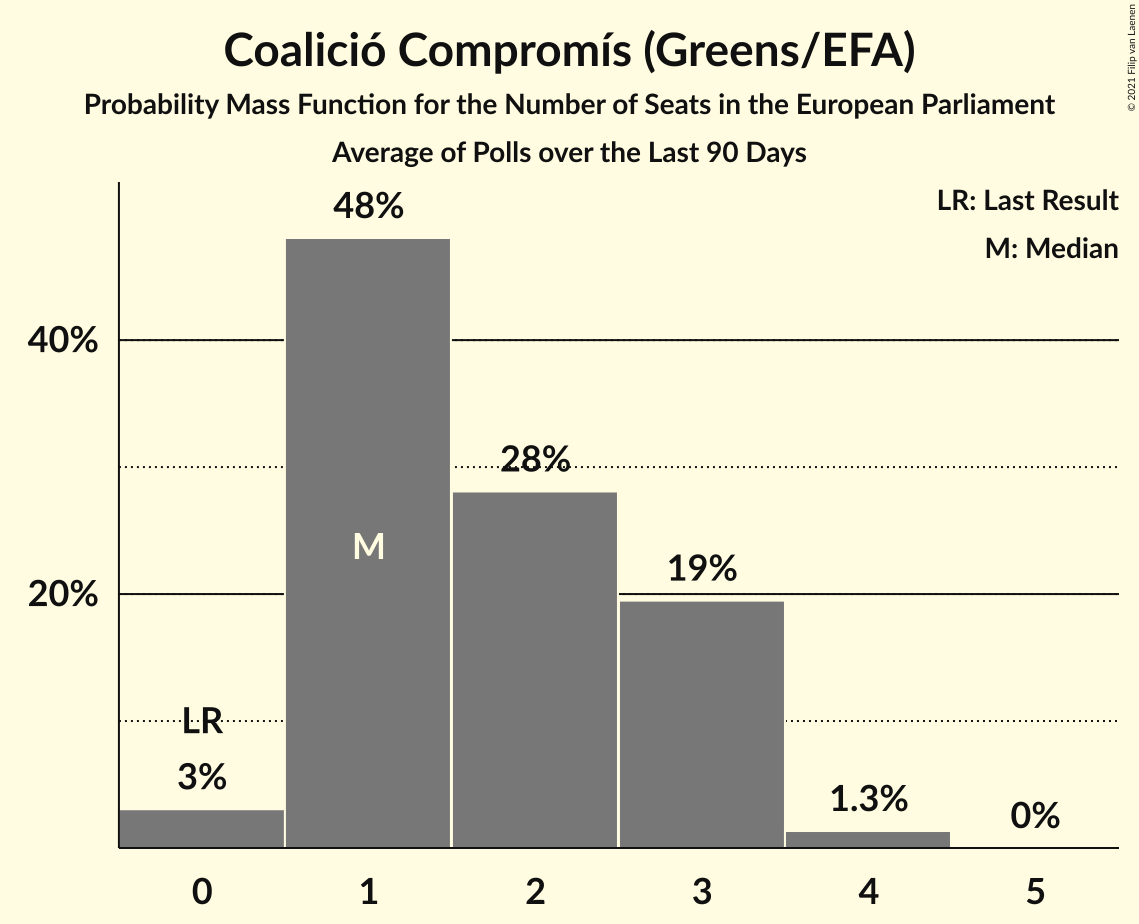 Coalició Compromís (Greens/EFA)
Probability Mass Function for the Number of Seats in the European Parliament
Average of Polls over the Last 90 Days
© 2021 Filip van Laenen
LR: Last Result
M: Median
48%
40%
28%
M
19%
20%
LR
3%
1.3%
0%
0 1 2 3 4 5